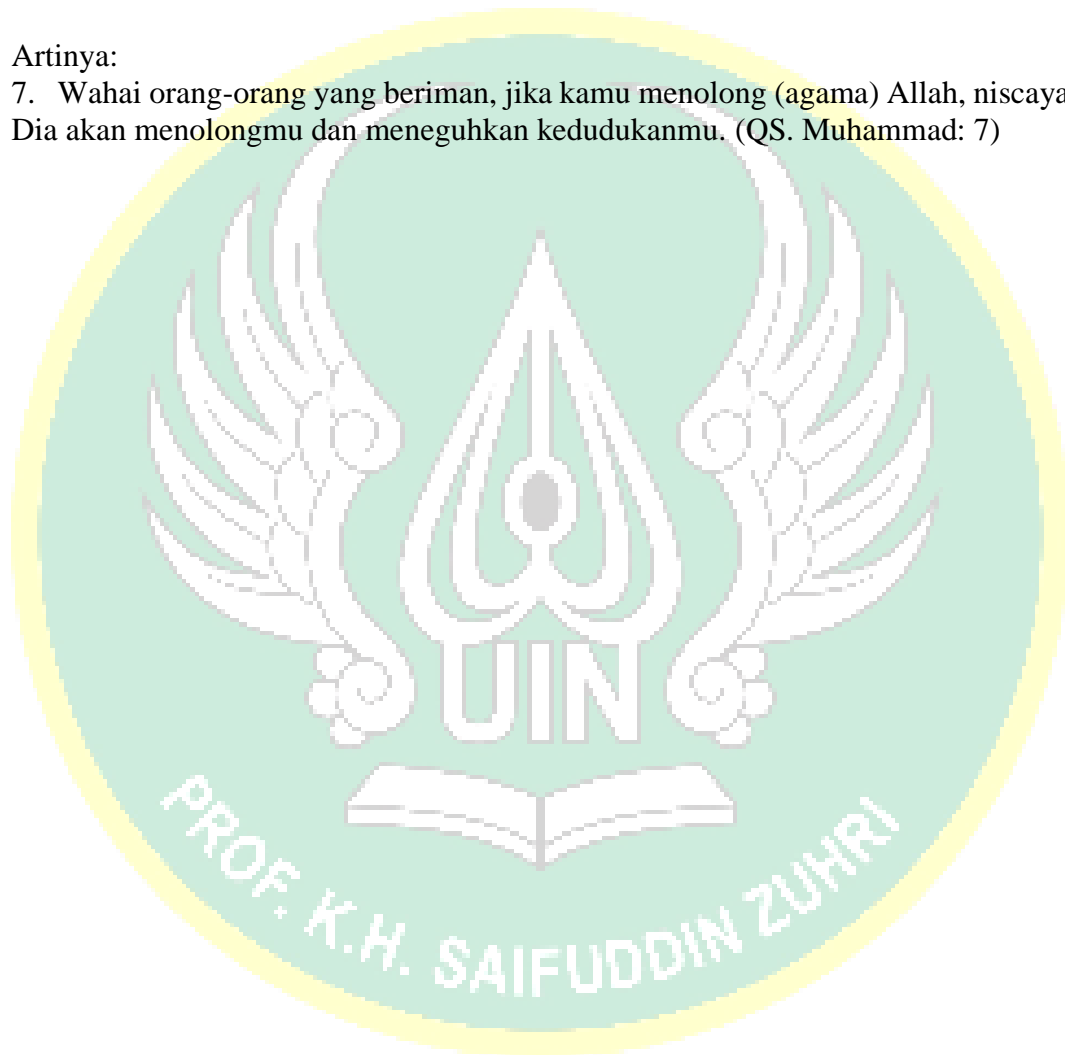 Artinya:
7. Wahai orang-orang yang beriman, jika kamu menolong (agama) Allah, niscaya
Dia akan menolongmu dan meneguhkan kedudukanmu. (QS. Muhammad: 7)
UIN
PROF. K.H. SAIFUDDIN ZUHRI